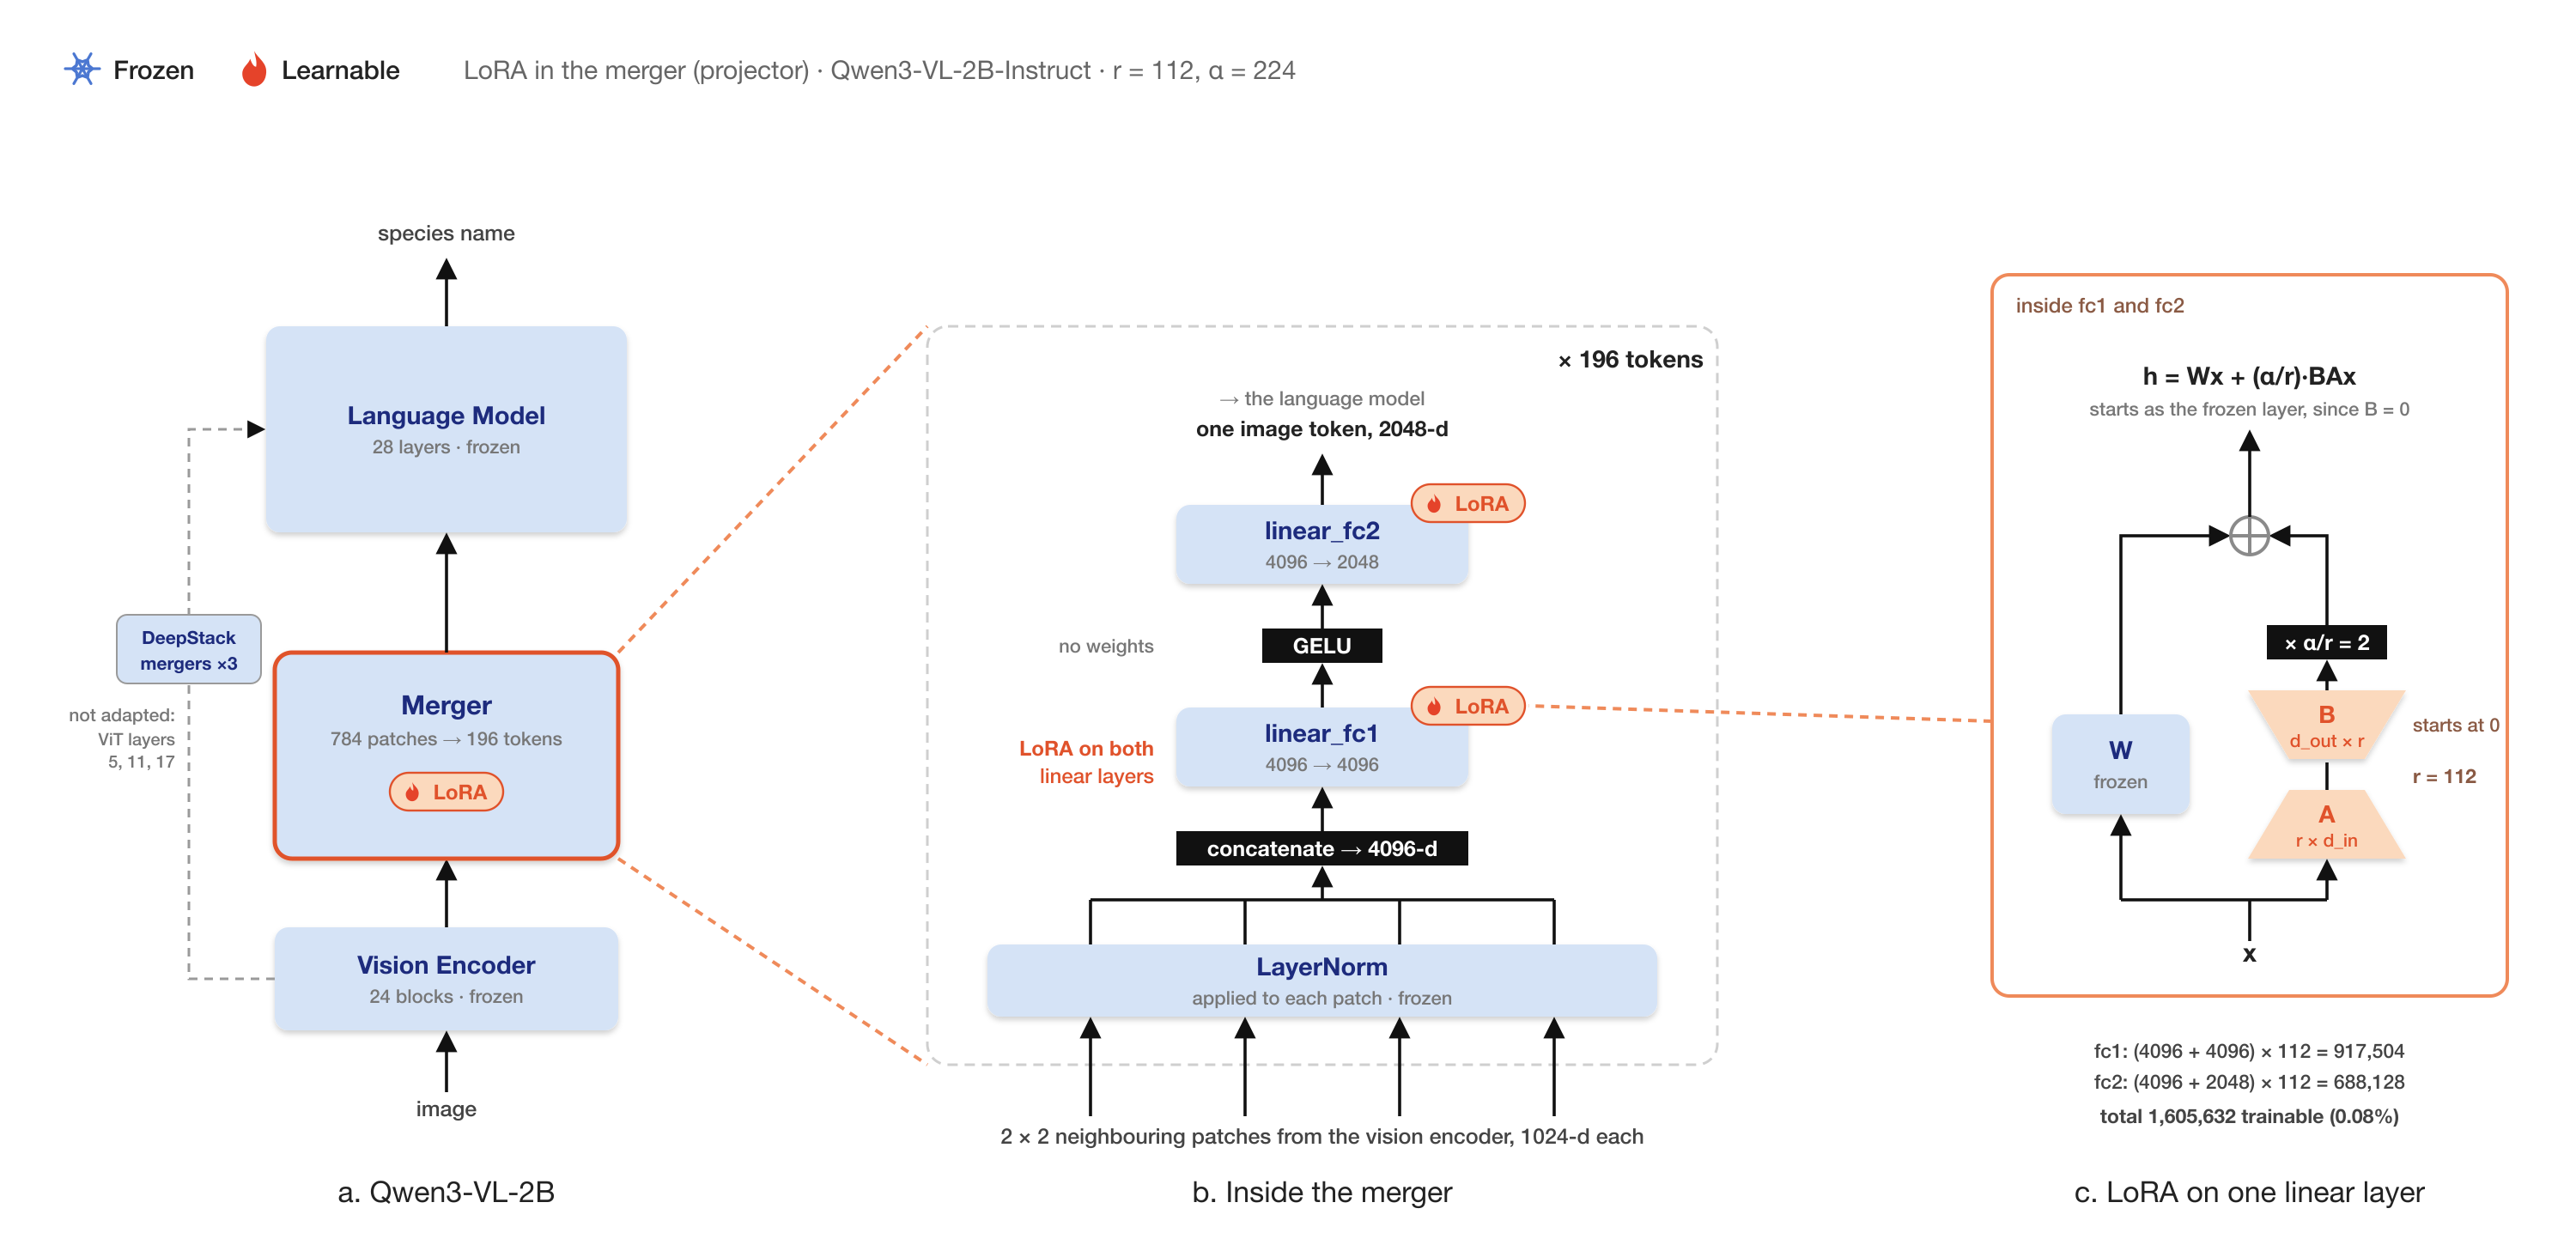 Frozen
Learnable
LoRA in the merger (projector) · Qwen3-VL-2B-Instruct · r = 112, α = 224
species name
Language Model
28 layers · frozen
DeepStack
mergers ×3
not adapted:
ViT layers
5, 11, 17
Merger
784 patches → 196 tokens
LoRA
Vision Encoder
24 blocks · frozen
image
a. Qwen3-VL-2B
× 196 tokens
→ the language model
one image token, 2048-d
LoRA
linear_fc2
4096 → 2048
no weights
GELU
LoRA
linear_fc1
4096 → 4096
LoRA on both
linear layers
concatenate → 4096-d
LayerNorm
applied to each patch · frozen
2 × 2 neighbouring patches from the vision encoder, 1024-d each
b. Inside the merger
inside fc1 and fc2
h = Wx + (α/r)·BAx
starts as the frozen layer, since B = 0
× α/r = 2
B
d_out × r
starts at 0
W
frozen
r = 112
A
r × d_in
x
fc1: (4096 + 4096) × 112 = 917,504
fc2: (4096 + 2048) × 112 = 688,128
total 1,605,632 trainable (0.08%)
c. LoRA on one linear layer